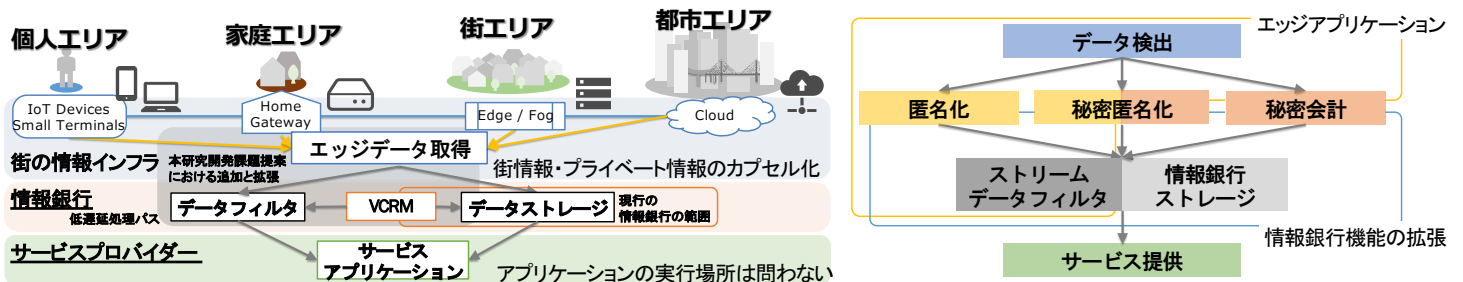 個人エリア
家庭エリア
街エリア
都市エリア
IoT Devices
Small Terminals
Home
Gateway
Edge / Fog
Cloud
エッジデータ取得
街の情報インフラ
本研究開発課題提案
における追加と拡張
街情報・プライベート情報のカプセル化
情報銀行
低遅延処理パス
データフィルタ
VCRM
データストレージ
現行の
情報銀行の範囲
サービスプロバイダー
サービス
アプリケーション
アプリケーションの実行場所は問わない
エッジアプリケーション
データ検出
匿名化
秘密匿名化
秘密会計
ストリーム
データフィルタ
情報銀行
ストレージ
情報銀行機能の拡張
サービス提供